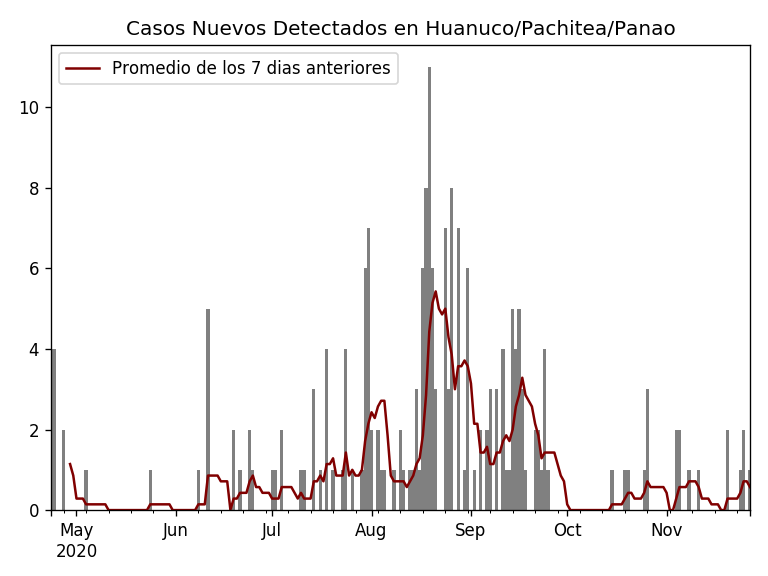 Casos Nuevos Detectados en Huanuco/Pachitea/Panao
Promedio de los 7 dias anteriores
10
8
6
4
2
0
May Jun Jul Aug Sep Oct Nov
2020